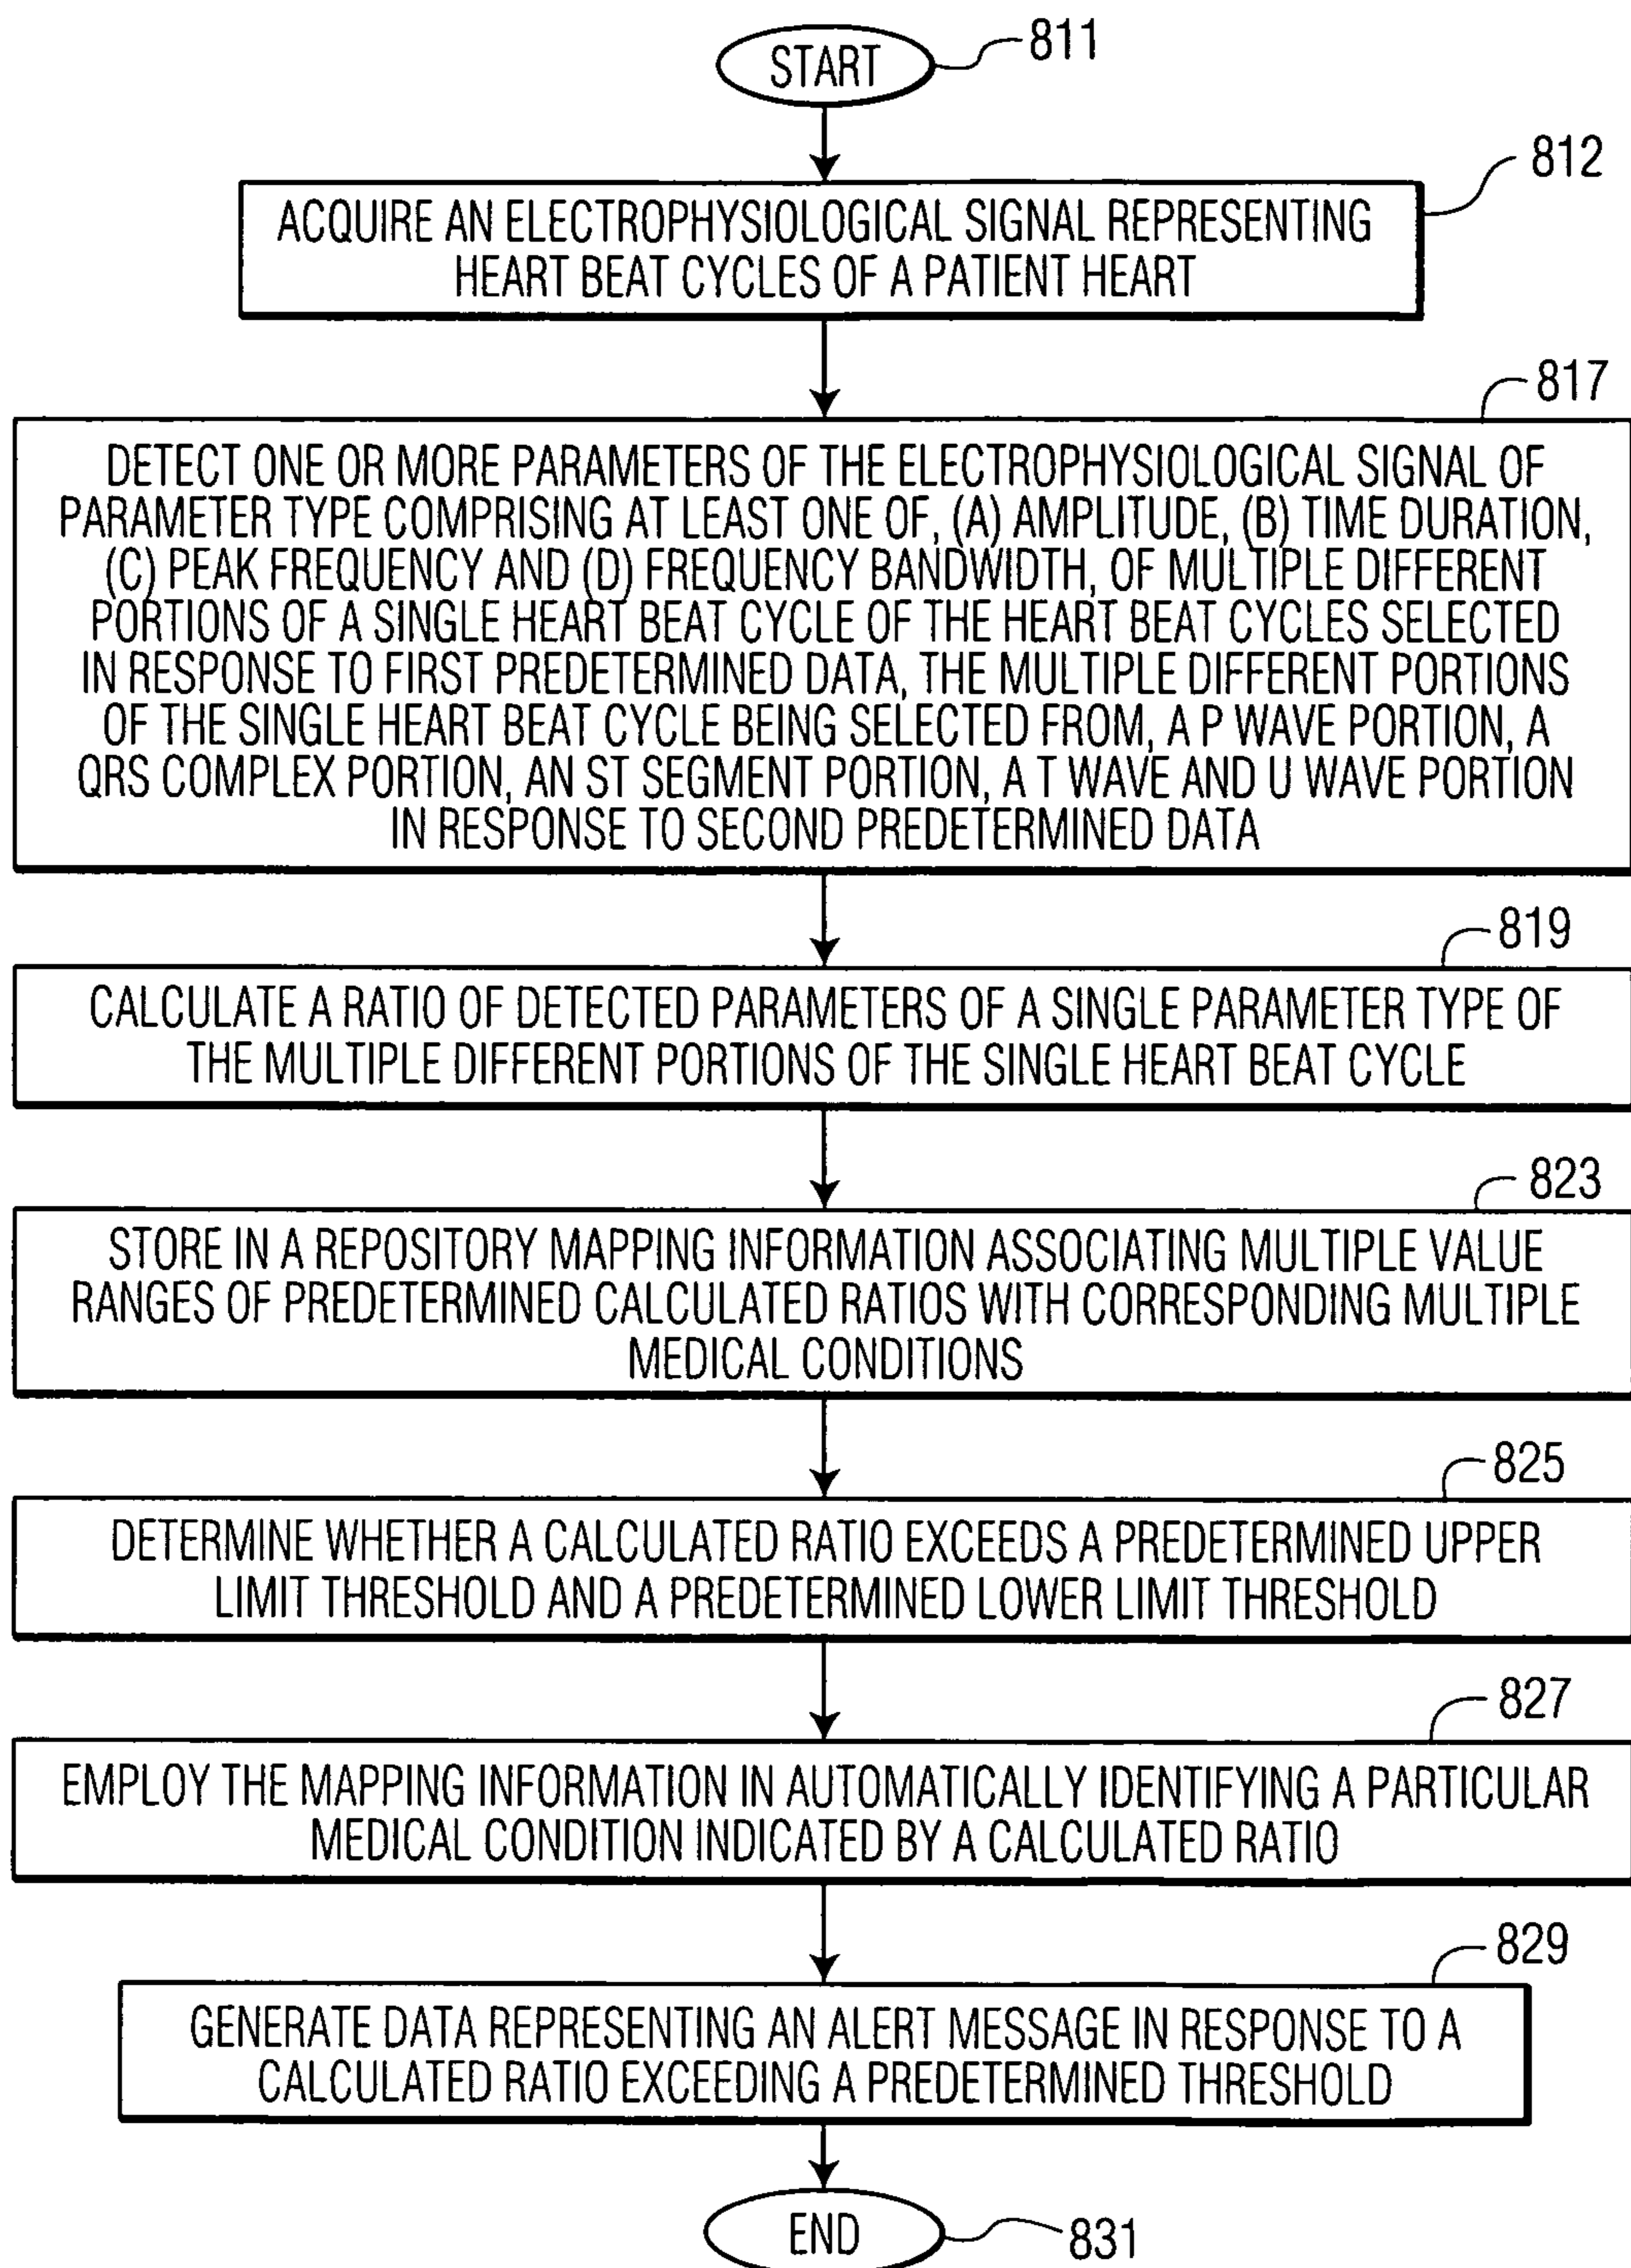 START
811
812
ACQUIRE AN ELECTROPHYSIOLOGICAL SIGNAL REPRESENTING
HEART BEAT CYCLES OF A PATIENT HEART
817
DETECT ONE OR MORE PARAMETERS OF THE ELECTROPHYSIOLOGICAL SIGNAL OF
PARAMETER TYPE COMPRISING AT LEAST ONE OF, (A) AMPLITUDE, (B) TIME DURATION,
(C) PEAK FREQUENCY AND (D) FREQUENCY BANDWIDTH, OF MULTIPLE DIFFERENT
PORTIONS OF A SINGLE HEART BEAT CYCLE OF THE HEART BEAT CYCLES SELECTED
IN RESPONSE TO FIRST PREDETERMINED DATA, THE MULTIPLE DIFFERENT PORTIONS
OF THE SINGLE HEART BEAT CYCLE BEING SELECTED FROM, A P WAVE PORTION, A
QRS COMPLEX PORTION, AN ST SEGMENT PORTION, A T WAVE AND U WAVE PORTION
IN RESPONSE TO SECOND PREDETERMINED DATA
819
CALCULATE A RATIO OF DETECTED PARAMETERS OF A SINGLE PARAMETER TYPE OF
THE MULTIPLE DIFFERENT PORTIONS OF THE SINGLE HEART BEAT CYCLE
823
STORE IN A REPOSITORY MAPPING INFORMATION ASSOCIATING MULTIPLE VALUE
RANGES OF PREDETERMINED CALCULATED RATIOS WITH CORRESPONDING MULTIPLE
MEDICAL CONDITIONS
825
DETERMINE WHETHER A CALCULATED RATIO EXCEEDS A PREDETERMINED UPPER
LIMIT THRESHOLD AND A PREDETERMINED LOWER LIMIT THRESHOLD
827
EMPLOY THE MAPPING INFORMATION IN AUTOMATICALLY IDENTIFYING A PARTICULAR
MEDICAL CONDITION INDICATED BY A CALCULATED RATIO
829
GENERATE DATA REPRESENTING AN ALERT MESSAGE IN RESPONSE TO A
CALCULATED RATIO EXCEEDING A PREDETERMINED THRESHOLD
END
831